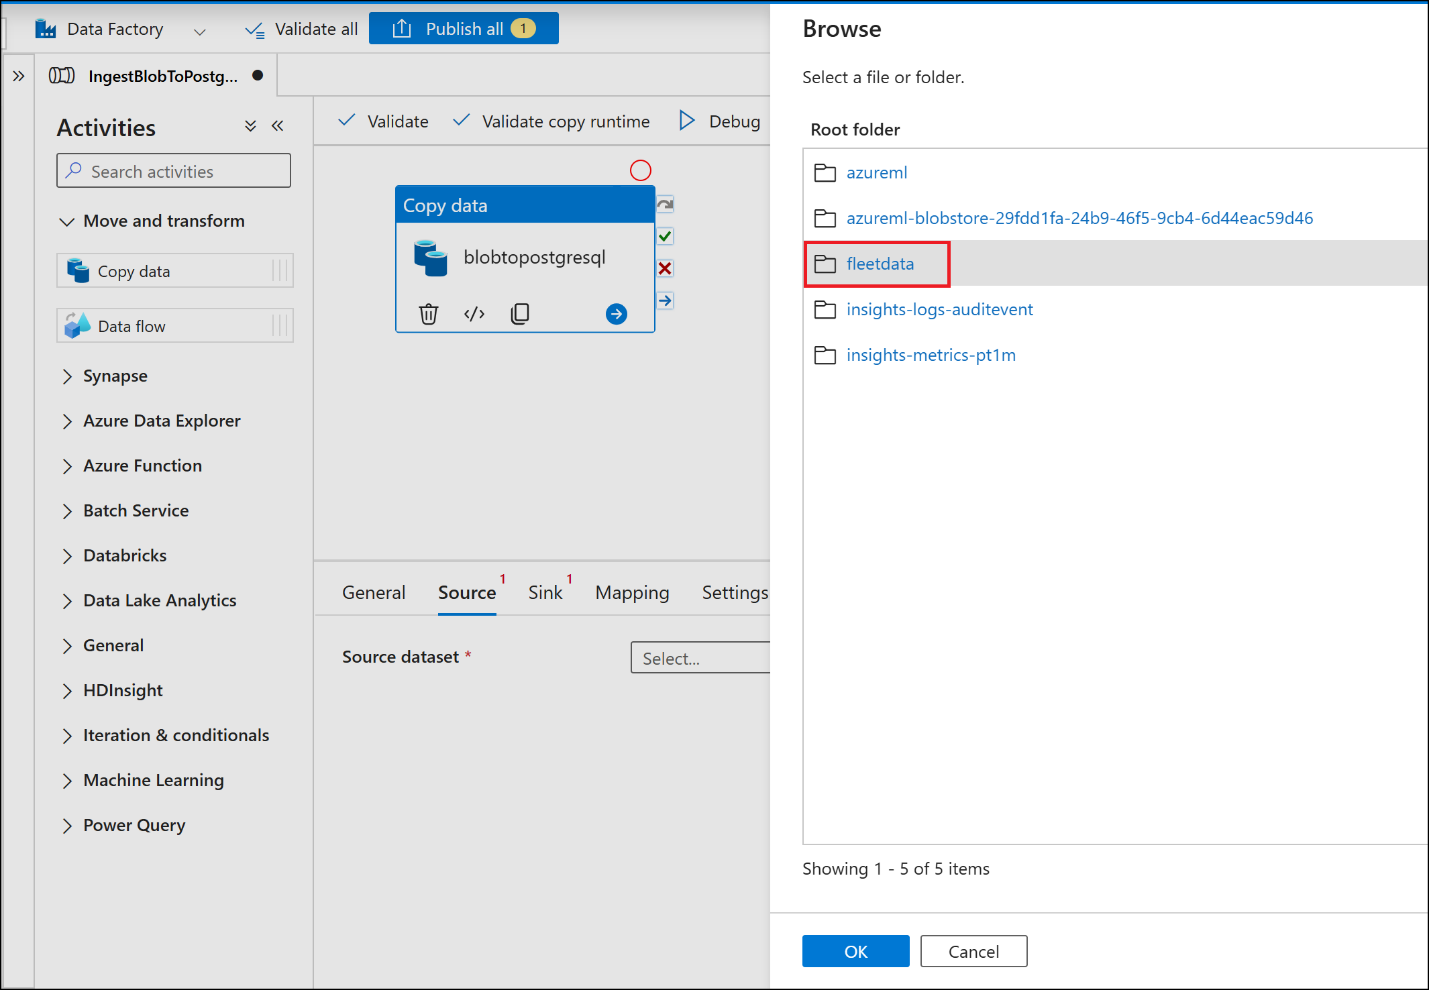 Data Factory
Validate all
Publish all 1
IngestBlobToPostg...
Activities
Search activities
Move and transform
Copy data
Data flow
Synapse
Azure Data Explorer
Azure Function
Batch Service
Databricks
Data Lake Analytics
General
HDInsight
Iteration & conditionals
Machine Learning
Power Query
Validate
Validate copy runtime
Debug
Copy data
blobtopostgresql
General
Source 1
Sink 1
Mapping
Settings
Source dataset *
Select...
Browse
Select a file or folder.
Root folder
azureml
azureml-blobstore-29fdd1fa-24b9-46f5-9cb4-6d44eac59d46
fleetdata
insights-logs-auditevent
insights-metrics-pt1m
Showing 1 - 5 of 5 items
OK
Cancel